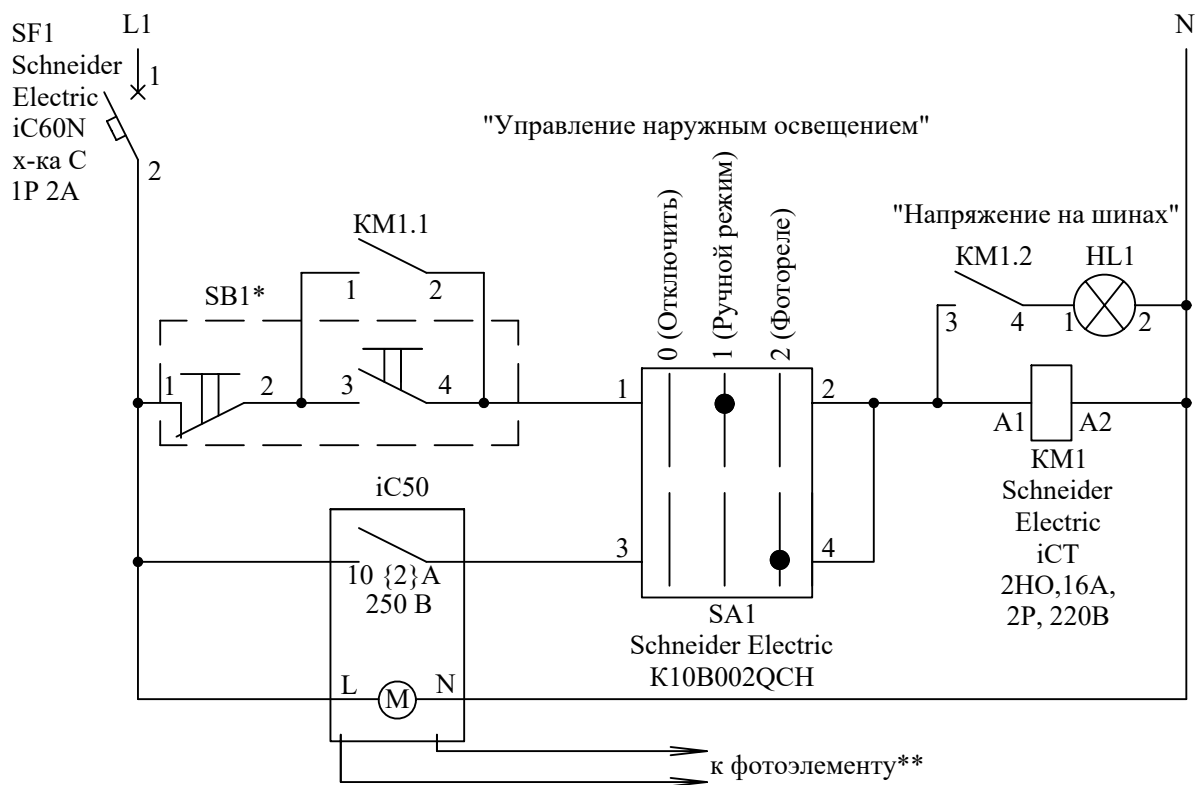 SF1
Schneider
Electric
iC60N
х-ка C
1P 2A
L1
1
2
N
"Управление наружным освещением"
"Напряжение на шинах"
КМ1.1
1
2
SB1*
1
2
3
4
0 (Отключить)
1 (Ручной режим)
2 (Фотореле)
КМ1.2
HL1
3
4
1
2
1
2
3
4
A1
A2
КМ1
Schneider
Electric
iCT
2НО,16А,
2Р, 220В
iC50
10 {2}А
250 В
SA1
Schneider Electric
K10B002QCH
L
M
N
к фотоэлементу**